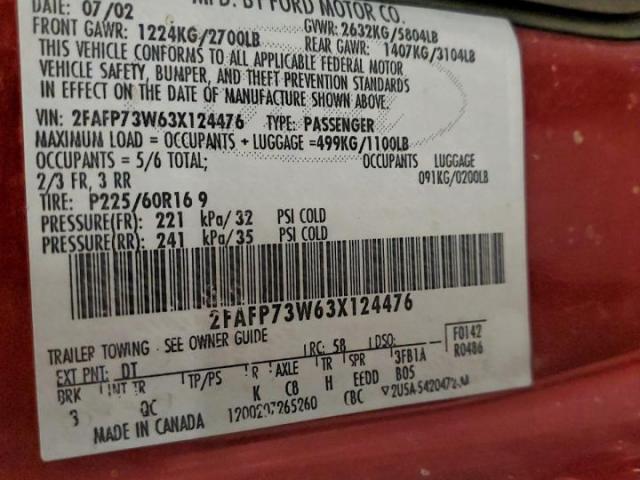 DATE: 07/02
MFD. BY FORD MOTOR CO.
FRONT GAWR: 1224KG/2700LB
GVWR: 2632KG/5804LB
REAR GAWR: 1407KG/3104LB
THIS VEHICLE CONFORMS TO ALL APPLICABLE FEDERAL MOTOR
VEHICLE SAFETY, BUMPER, AND THEFT PREVENTION STANDARDS
IN EFFECT ON THE DATE OF MANUFACTURE SHOWN ABOVE.
VIN: 2FAFP73W63X124476 TYPE: PASSENGER
MAXIMUM LOAD = OCCUPANTS + LUGGAGE =499KG/1100LB
OCCUPANTS = 5/6 TOTAL; OCCUPANTS LUGGAGE
2/3 FR, 3 RR 091KG/0200LB
TIRE: P225/60R16 9
PRESSURE(FR): 221 kPa/32 PSI COLD
PRESSURE(RR): 241 kPa/35 PSI COLD
2FAFP73W63X124476
TRAILER TOWING - SEE OWNER GUIDE
EXT PNT: DT RC: 58 DSO: F0142
BRK INT TR TP/PS R AXLE TR SPR 3FB1A R0486
3 QC K C8 H EEDD B05
MADE IN CANADA 1200207265260 CBC